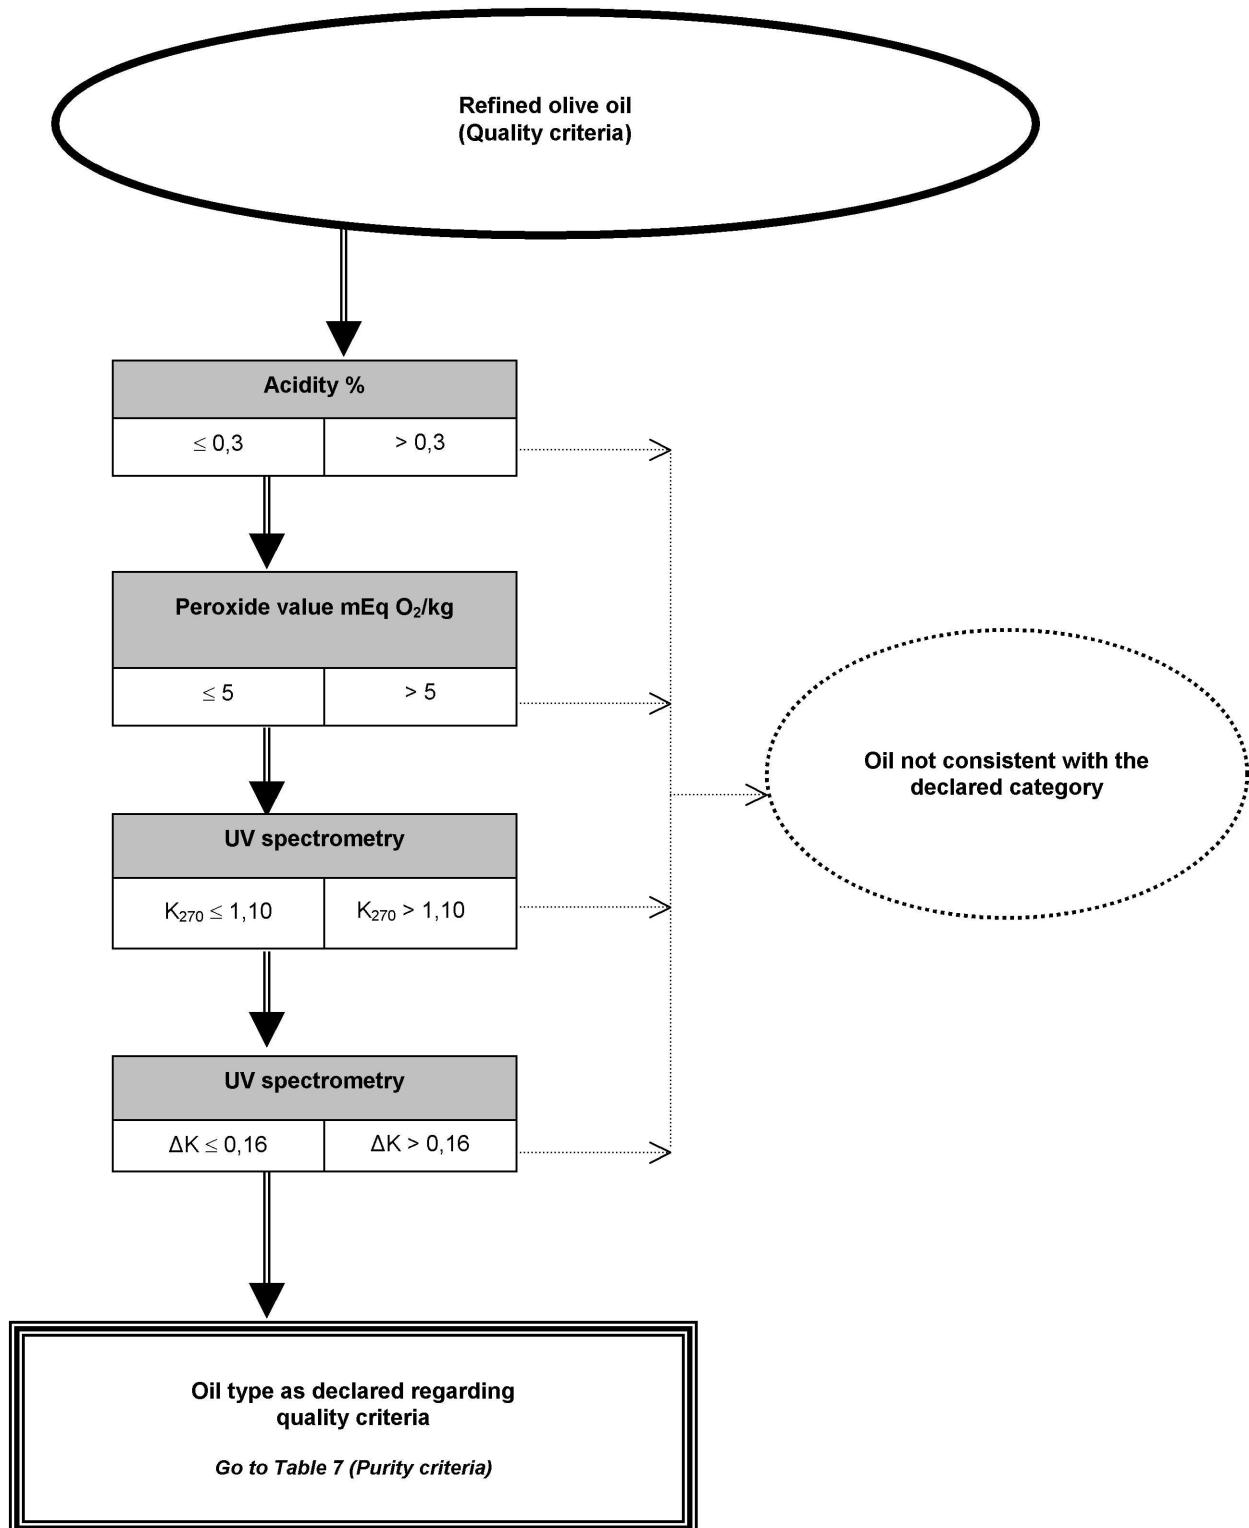 Refined olive oil
(Quality criteria)
Acidity %
≤ 0,3
> 0,3
Peroxide value mEq O₂/kg
≤ 5
> 5
Oil not consistent with the
declared category
UV spectrometry
K₂₇₀ ≤ 1,10
K₂₇₀ > 1,10
UV spectrometry
ΔK ≤ 0,16
ΔK > 0,16
Oil type as declared regarding
quality criteria
Go to Table 7 (Purity criteria)